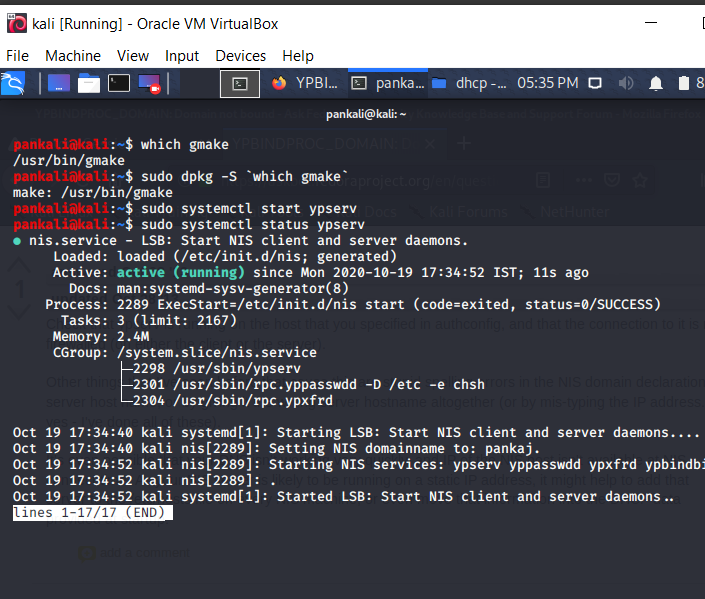 kali [Running] - Oracle VM VirtualBox
File Machine View Input Devices Help
YPBI... panka... dhcp -... 05:35 PM 8
pankali@kali: ~
pankali@kali:~$ which gmake
/usr/bin/gmake
pankali@kali:~$ sudo dpkg -S `which gmake`
make: /usr/bin/gmake
pankali@kali:~$ sudo systemctl start ypserv
pankali@kali:~$ sudo systemctl status ypserv
● nis.service - LSB: Start NIS client and server daemons.
Loaded: loaded (/etc/init.d/nis; generated)
Active: active (running) since Mon 2020-10-19 17:34:52 IST; 11s ago
Docs: man:systemd-sysv-generator(8)
Process: 2289 ExecStart=/etc/init.d/nis start (code=exited, status=0/SUCCESS)
Tasks: 3 (limit: 2167)
Memory: 2.4M
CGroup: /system.slice/nis.service
├─2298 /usr/sbin/ypserv
├─2301 /usr/sbin/rpc.yppasswdd -D /etc -e chsh
└─2304 /usr/sbin/rpc.ypxfrd
Oct 19 17:34:40 kali systemd[1]: Starting LSB: Start NIS client and server daemons....
Oct 19 17:34:40 kali nis[2289]: Setting NIS domainname to: pankaj.
Oct 19 17:34:52 kali nis[2289]: Starting NIS services: ypserv yppasswdd ypxfrd ypbindbi
Oct 19 17:34:52 kali nis[2289]: .
Oct 19 17:34:52 kali systemd[1]: Started LSB: Start NIS client and server daemons..
lines 1-17/17 (END)
add a comment